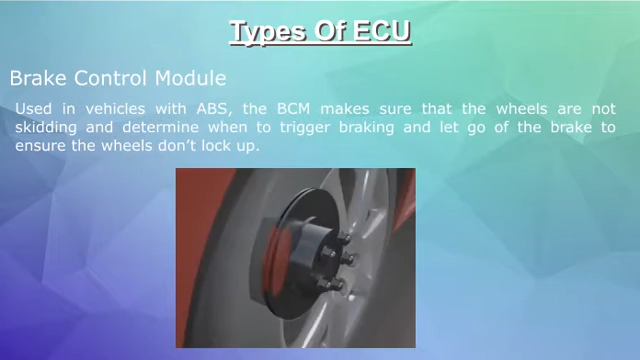 Types Of ECU
Brake Control Module
Used in vehicles with ABS, the BCM makes sure that the wheels are not
skidding and determine when to trigger braking and let go of the brake to
ensure the wheels don’t lock up.